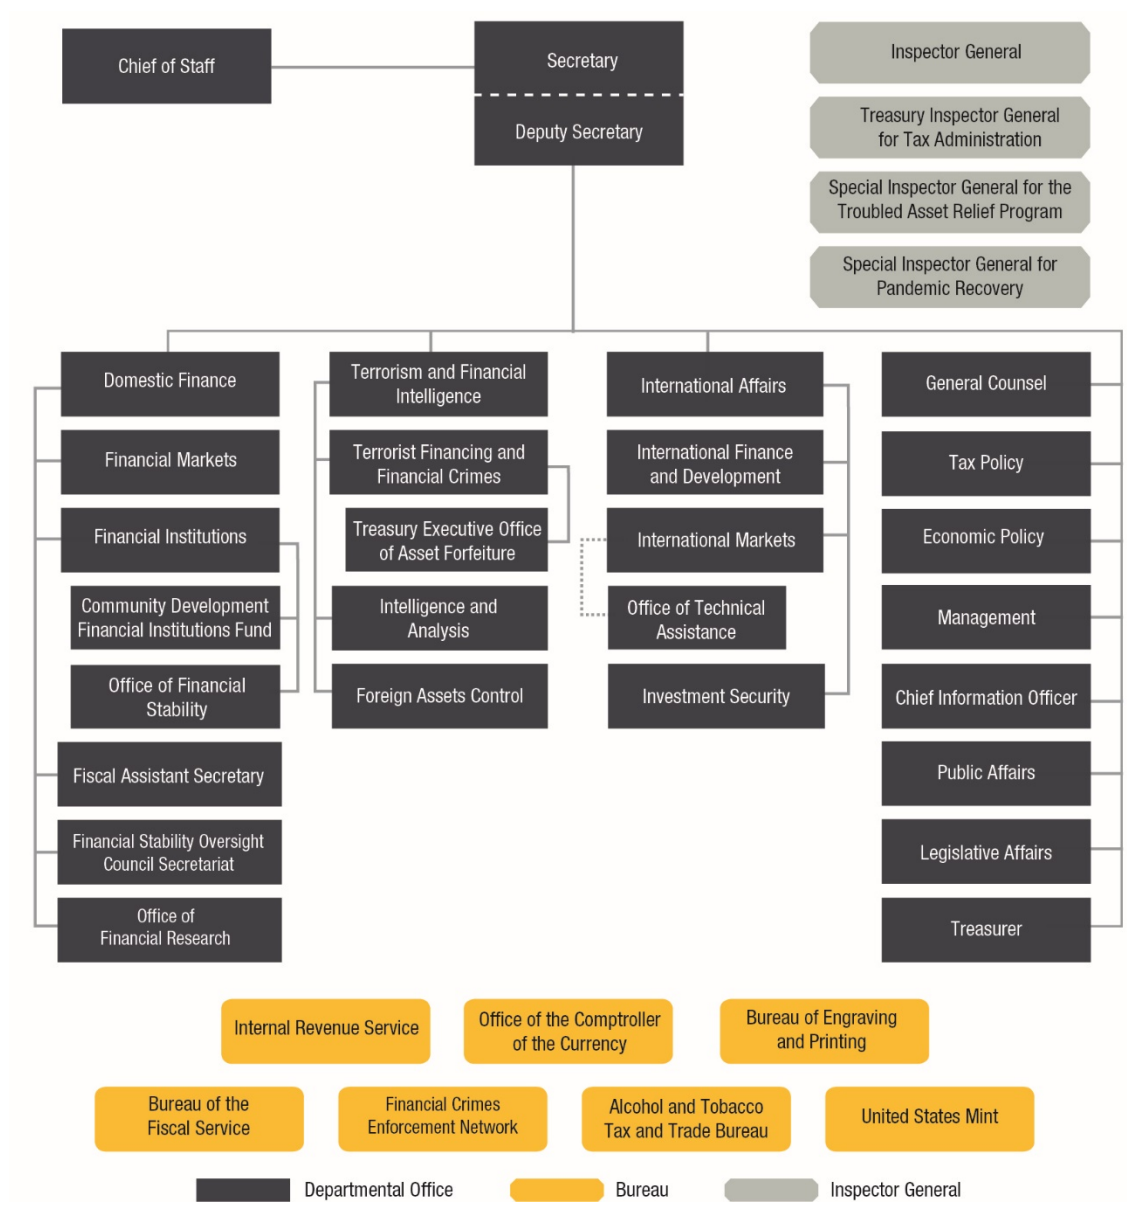 Chief of Staff
Secretary
Deputy Secretary
Inspector General
Treasury Inspector General
for Tax Administration
Special Inspector General for the
Troubled Asset Relief Program
Special Inspector General for
Pandemic Recovery
Domestic Finance
Financial Markets
Financial Institutions
Community Development
Financial Institutions Fund
Office of Financial
Stability
Fiscal Assistant Secretary
Financial Stability Oversight
Council Secretariat
Office of
Financial Research
Terrorism and Financial
Intelligence
Terrorist Financing and
Financial Crimes
Treasury Executive Office
of Asset Forfeiture
Intelligence and
Analysis
Foreign Assets Control
International Affairs
International Finance
and Development
International Markets
Office of Technical
Assistance
Investment Security
General Counsel
Tax Policy
Economic Policy
Management
Chief Information Officer
Public Affairs
Legislative Affairs
Treasurer
Internal Revenue Service
Office of the Comptroller
of the Currency
Bureau of Engraving
and Printing
Bureau of the
Fiscal Service
Financial Crimes
Enforcement Network
Alcohol and Tobacco
Tax and Trade Bureau
United States Mint
Departmental Office
Bureau
Inspector General